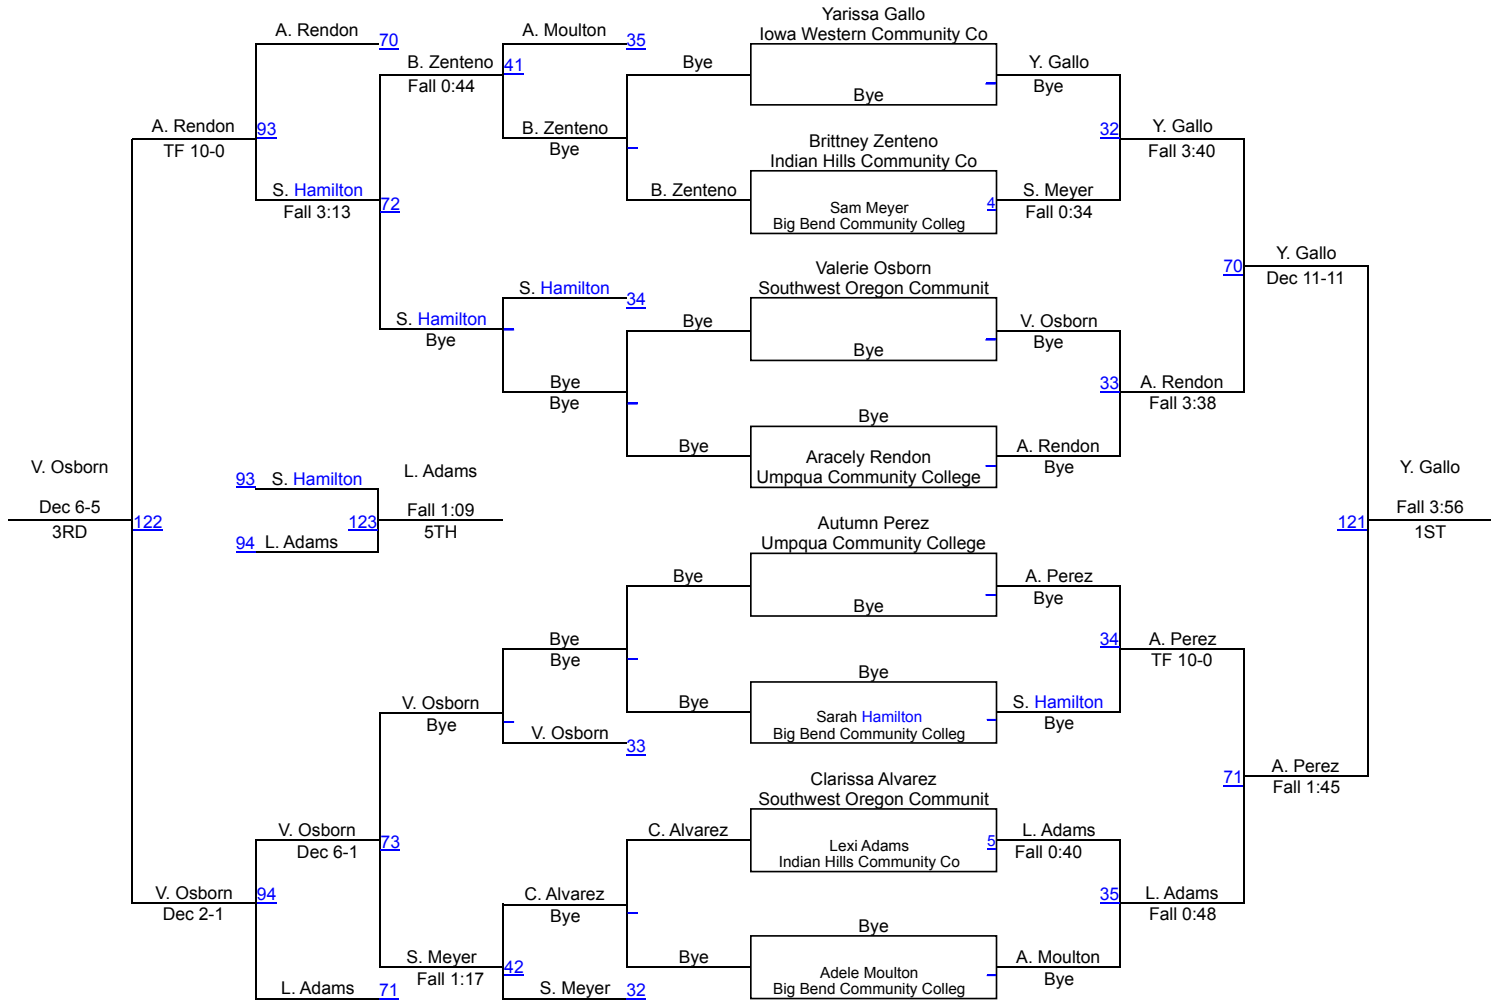 Yarissa Gallo
Iowa Western Community Co
A. Rendon
70
A. Moulton
35
B. Zenteno
41
Fall 0:44
Bye
Bye
Y. Gallo
Bye
A. Rendon
93
TF 10-0
B. Zenteno
Bye
Brittney Zenteno
Indian Hills Community Co
32
Y. Gallo
Fall 3:40
S. Hamilton
72
Fall 3:13
B. Zenteno
Sam Meyer
Big Bend Community Colleg
4
S. Meyer
Fall 0:34
Valerie Osborn
Southwest Oregon Communit
70
Y. Gallo
Dec 11-11
S. Hamilton
34
S. Hamilton
Bye
Bye
Bye
V. Osborn
Bye
Bye
Bye
33
A. Rendon
Fall 3:38
Bye
Bye
Aracely Rendon
Umpqua Community College
A. Rendon
Bye
V. Osborn
Dec 6-5
3RD
122
93
S. Hamilton
94
L. Adams
123
L. Adams
Fall 1:09
5TH
Autumn Perez
Umpqua Community College
121
Y. Gallo
Fall 3:56
1ST
Bye
Bye
A. Perez
Bye
Bye
Bye
34
A. Perez
TF 10-0
Bye
Bye
Sarah Hamilton
Big Bend Community Colleg
S. Hamilton
Bye
V. Osborn
Bye
V. Osborn
33
Clarissa Alvarez
Southwest Oregon Communit
71
A. Perez
Fall 1:45
V. Osborn
73
Dec 6-1
C. Alvarez
Lexi Adams
Indian Hills Community Co
5
L. Adams
Fall 0:40
V. Osborn
94
Dec 2-1
C. Alvarez
Bye
35
L. Adams
Fall 0:48
Bye
S. Meyer
42
Fall 1:17
Bye
Adele Moulton
Big Bend Community Colleg
A. Moulton
Bye
L. Adams
71
S. Meyer
32